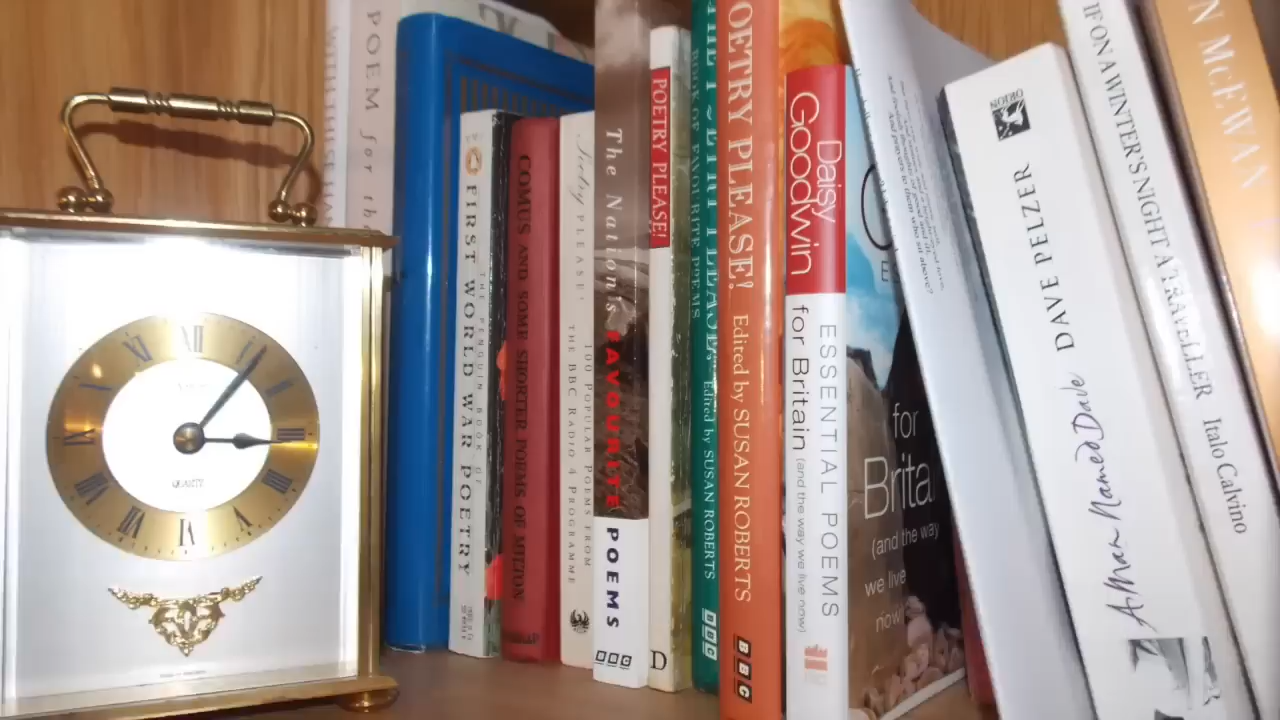 XII
QUARTZ
POEM for the
THE PENGUIN BOOK OF
FIRST WORLD WAR POETRY
COMUS AND SOME SHORTER POEMS OF MILTON
Poetry PLEASE!
100 POPULAR POEMS FROM
THE BBC RADIO 4 PROGRAMME
The Nation's FAVOURITE POEMS
BBC
POETRY PLEASE!
D
BOOK OF FAVOURITE POEMS
Edited by SUSAN ROBERTS
BBC
POETRY PLEASE! Edited by SUSAN ROBERTS
BBC
Daisy
Goodwin
ESSENTIAL POEMS
for Britain (and the way we live now)
for
Britai
(and the way
we live
now)
ORION
DAVE PELZER
A Man Named Dave
IF ON A WINTER'S NIGHT A TRAVELLER Italo Calvino
N McEWAN